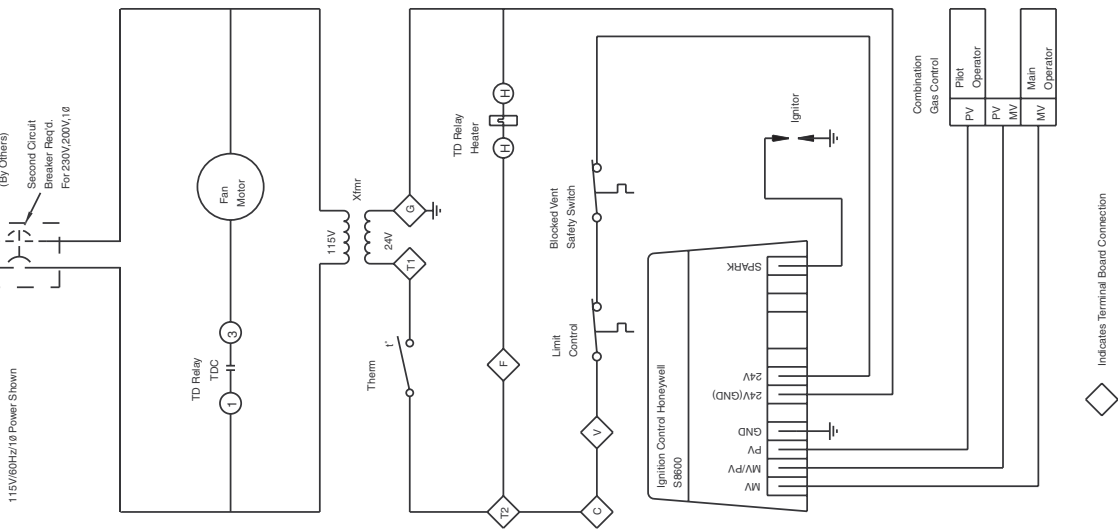 (By Others)
Second Circuit
Breaker Req'd.
For 230V,200V,1Ø
115V/60Hz/1Ø Power Shown
TD Relay
TDC
1
3
Fan
Motor
115V
Xfmr
24V
Therm
t°
T1
G
TD Relay
Heater
T2
F
H
H
Limit
Control
Blocked Vent
Safety Switch
C
V
Ignition Control Honeywell
S8600
MV
MV/PV
PV
GND
24V(GND)
24V
SPARK
Ignitor
Combination
Gas Control
PV
Pilot
Operator
PV
MV
MV
Main
Operator
Indicates Terminal Board Connection